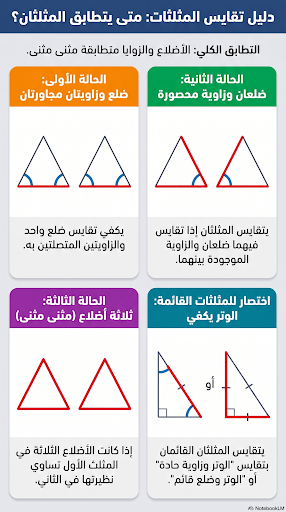 دليل تقايس المثلثات: متى يتطابق المثلثان؟
التطابق الكلي: الأضلاع والزوايا متطابقة مثنى مثنى.
الحالة الأولى:
ضلع وزاويتان مجاورتان
يكفي تقايس ضلع واحد
والزاويتين المتصلتين به.
الحالة الثانية:
ضلعان وزاوية محصورة
يتقايس المثلثان إذا تقايس
فيهما ضلعان والزاوية
الموجودة بينهما.
الحالة الثالثة:
ثلاثة أضلاع (مثنى مثنى)
إذا كانت الأضلاع الثلاثة في
المثلث الأول تساوي
نظيرتها في الثاني.
اختصار للمثلثات القائمة:
الوتر يكفي
أو
يتقايس المثلثان القائمان
بتقايس "الوتر وزاوية حادة"
أو "الوتر وضلع قائم".
NotebookLM